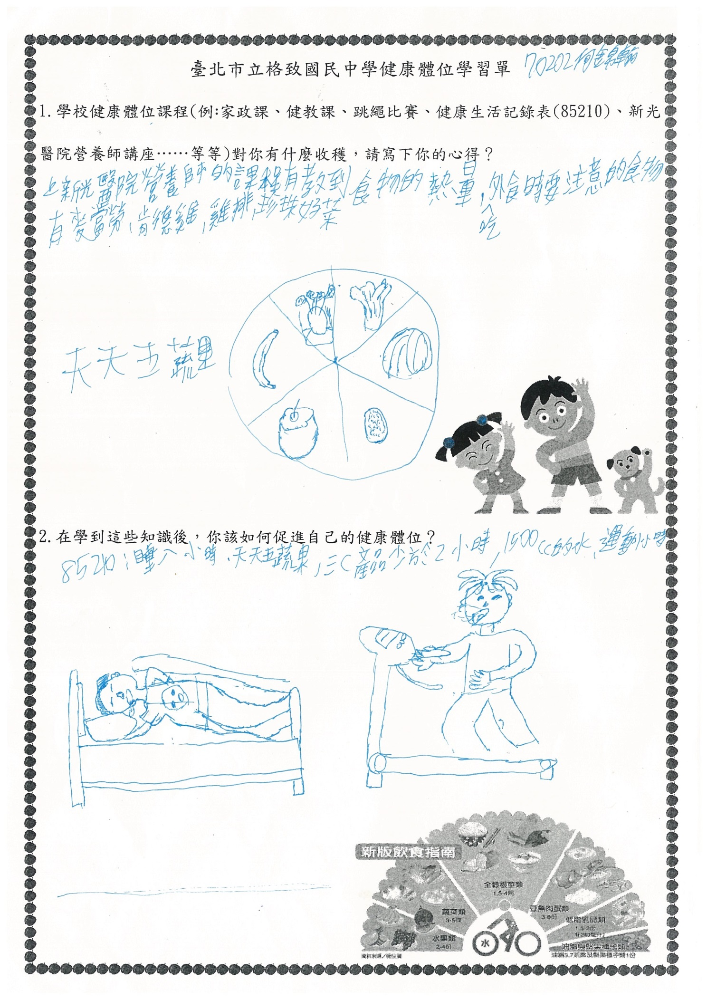 臺北市立格致國民中學健康體位學習單 70202何錦翰
1.學校健康體位課程(例:家政課、健教課、跳繩比賽、健康生活記錄表(85210)、新光
醫院營養師講座……等等)對你有什麼收穫,請寫下你的心得?
上新光醫院營養師的課程有教到食物的熱量,外食時要注意的食物
吃
有麥當勞、肯德雞、雞排、珍珠好菜
天天五蔬果
2.在學到這些知識後,你該如何促進自己的健康體位?
85210:睡八小時、天天五蔬果,三C產品少於2小時,1500cc的水、運動1小時
新版飲食指南
全穀根莖類
1.5-4碗
蔬菜類
3-5碟
豆魚肉蛋類
3-8份
低脂乳品類
1.5-2杯
水果類
2-4份
水
油脂與堅果種子類
油脂3-7茶匙及堅果種子類1份
資料來源/衛生署